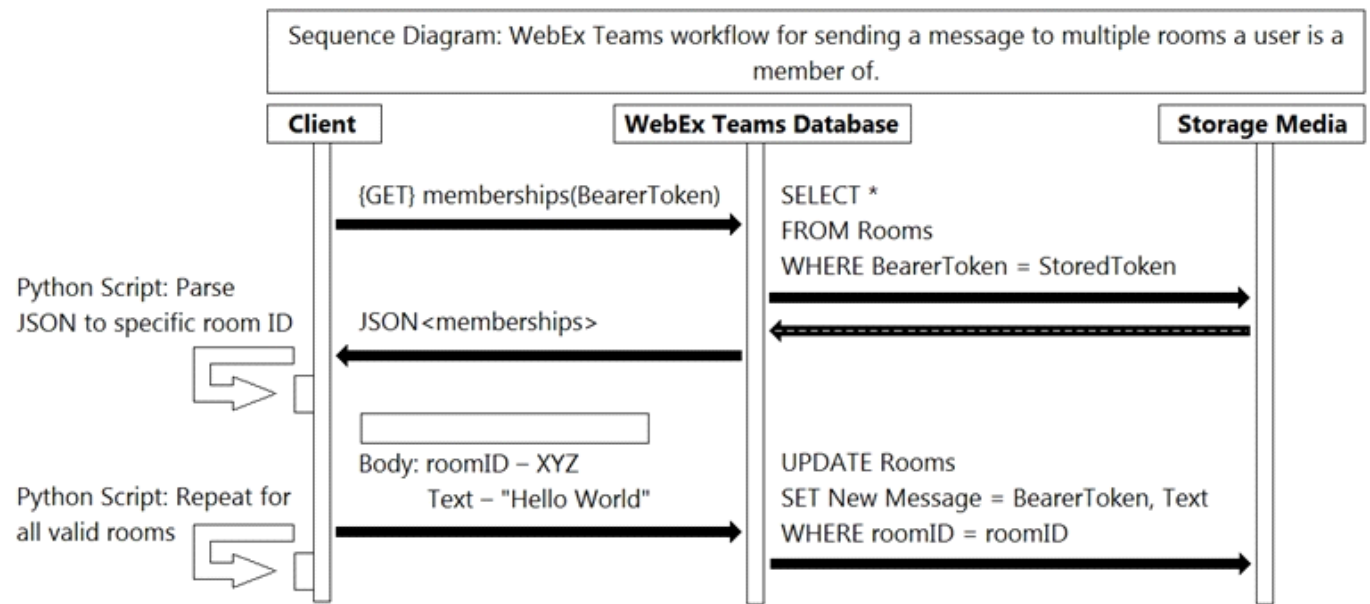 Sequence Diagram: WebEx Teams workflow for sending a message to multiple rooms a user is a
member of.
Client
WebEx Teams Database
Storage Media
{GET} memberships(BearerToken)
SELECT *
FROM Rooms
WHERE BearerToken = StoredToken
Python Script: Parse
JSON to specific room ID
JSON<memberships>
Body: roomID – XYZ
Text – "Hello World"
UPDATE Rooms
SET New Message = BearerToken, Text
WHERE roomID = roomID
Python Script: Repeat for
all valid rooms